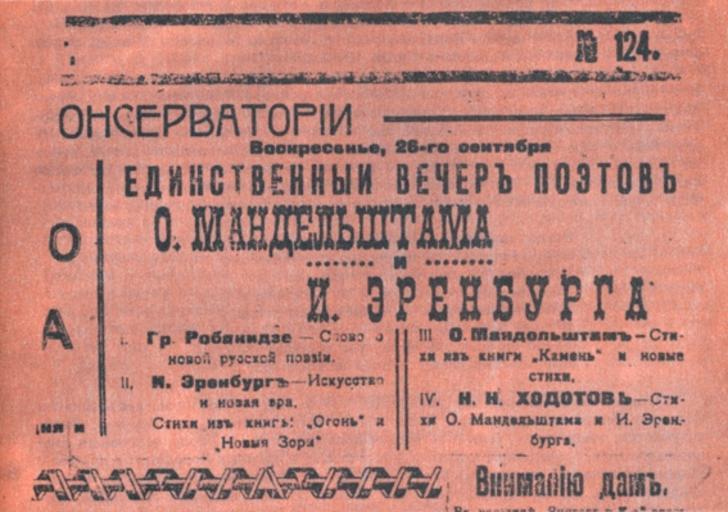 № 124.
ОНСЕРВАТОРІИ
Воскресенье, 26-го сентября
ЕДИНСТВЕННЫЙ ВЕЧЕРЪ ПОЭТОВЪ
О. МАНДЕЛЬШТАМА
и
И. ЭРЕНБУРГА
О
А
I. Гр. Робакидзе — Слово о
новой русской поэзіи.
II. И. Эренбургъ—Искусство
и новая эра.
Стихи изъ книгъ: „Огонь" и
„Новыя Зори"
III О. Мандельштамъ—Сти-
хи изъ книги „Камень" и новые
стихи.
IV. Н. Н. ХОДОТОВЪ—Сти-
хи О. Мандельштама и И. Эрен-
бурга.
Вниманію дамъ.